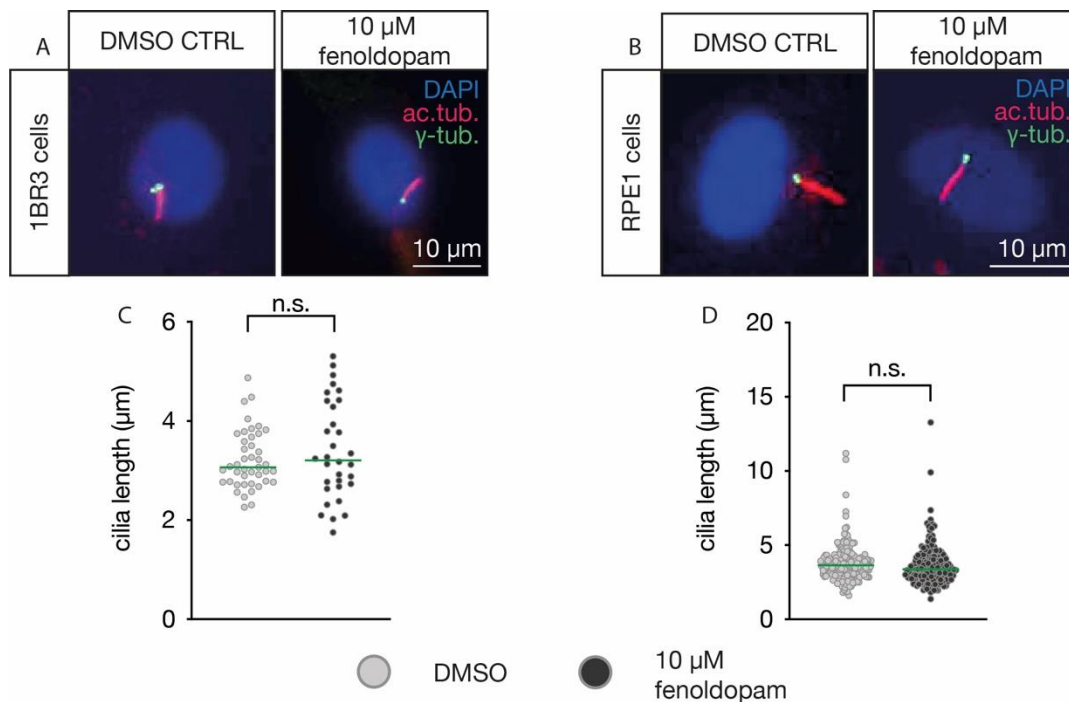 A
DMSO CTRL
10 µM
fenoldopam
1BR3 cells
DAPI
ac.tub.
γ-tub.
10 µm
B
DMSO CTRL
10 µM
fenoldopam
RPE1 cells
DAPI
ac.tub.
γ-tub.
10 µm
C
n.s.
cilia length (µm)
6
4
2
0
D
n.s.
cilia length (µm)
20
15
10
5
0
DMSO
10 µM
fenoldopam